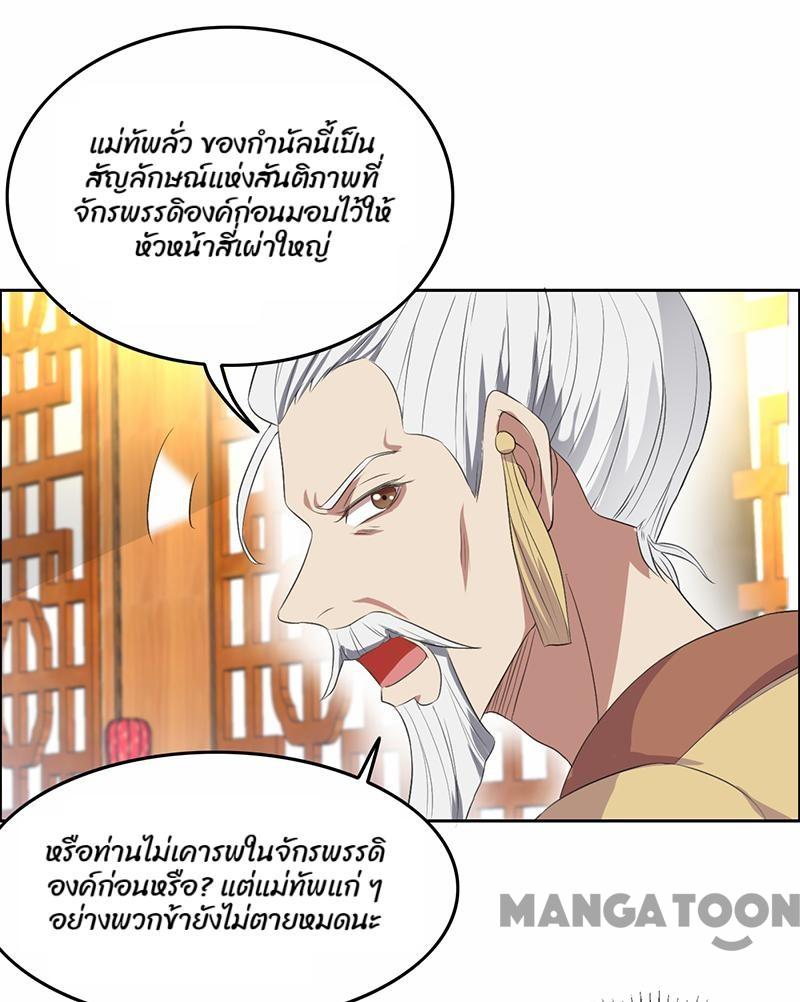 แม่ทัพลั่ว ของกำนัลนี้เป็น
สัญลักษณ์แห่งสันติภาพที่
จักรพรรดิองค์ก่อนมอบไว้ให้
หัวหน้าสี่เผ่าใหญ่
หรือท่านไม่เคารพในจักรพรรดิ
องค์ก่อนหรือ? แต่แม่ทัพแก่ ๆ
อย่างพวกข้ายังไม่ตายหมดนะ
MANGATOON